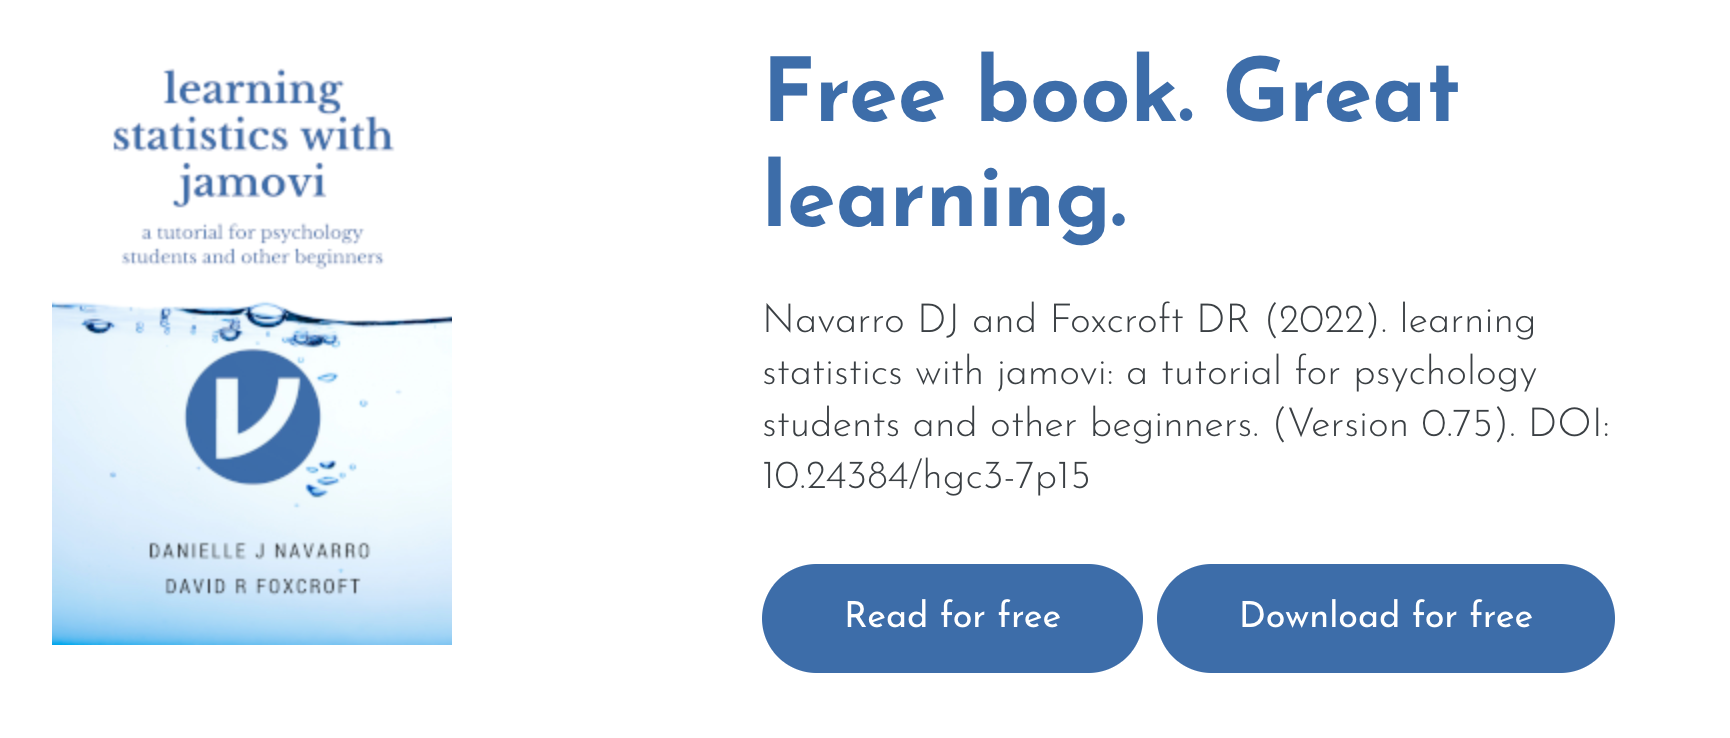 learning
statistics with
jamovi
a tutorial for psychology
students and other beginners
DANIELLE J NAVARRO
DAVID R FOXCROFT
Free book. Great
learning.
Navarro DJ and Foxcroft DR (2022). learning
statistics with jamovi: a tutorial for psychology
students and other beginners. (Version 0.75). DOI:
10.24384/hgc3-7p15
Read for free
Download for free